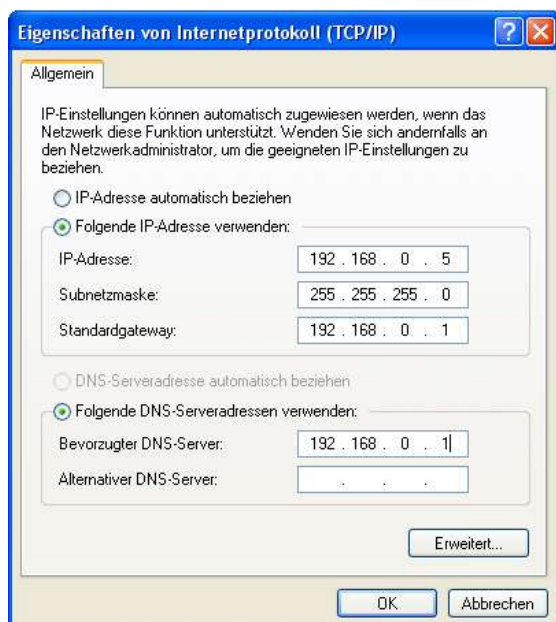 Eigenschaften von Internetprotokoll (TCP/IP)
Allgemein
IP-Einstellungen können automatisch zugewiesen werden, wenn das
Netzwerk diese Funktion unterstützt. Wenden Sie sich andernfalls an
den Netzwerkadministrator, um die geeigneten IP-Einstellungen zu
beziehen.
IP-Adresse automatisch beziehen
Folgende IP-Adresse verwenden:
IP-Adresse: 192 . 168 . 0 . 5
Subnetzmaske: 255 . 255 . 255 . 0
Standardgateway: 192 . 168 . 0 . 1
DNS-Serveradresse automatisch beziehen
Folgende DNS-Serveradressen verwenden:
Bevorzugter DNS-Server: 192 . 168 . 0 . 1
Alternativer DNS-Server: . . .
Erweitert...
OK Abbrechen